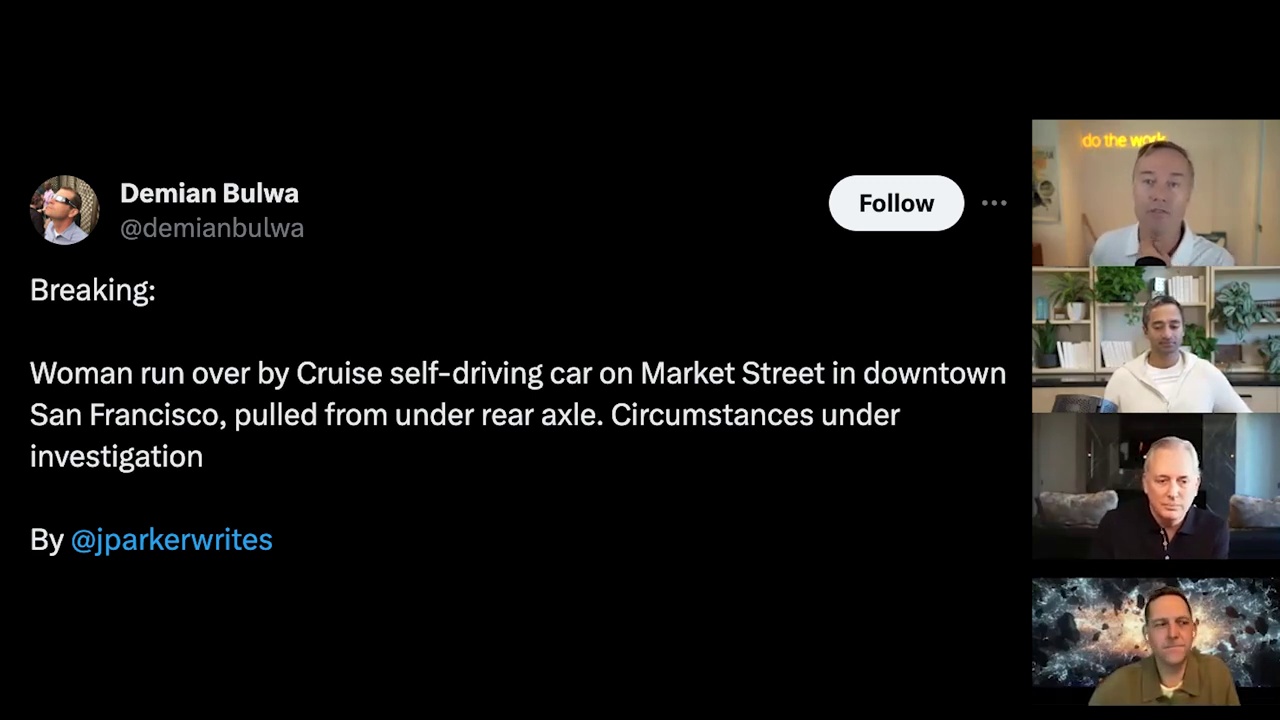 Demian Bulwa
@demianbulwa
Follow
Breaking:
Woman run over by Cruise self-driving car on Market Street in downtown
San Francisco, pulled from under rear axle. Circumstances under
investigation
By @jparkerwrites
do the work